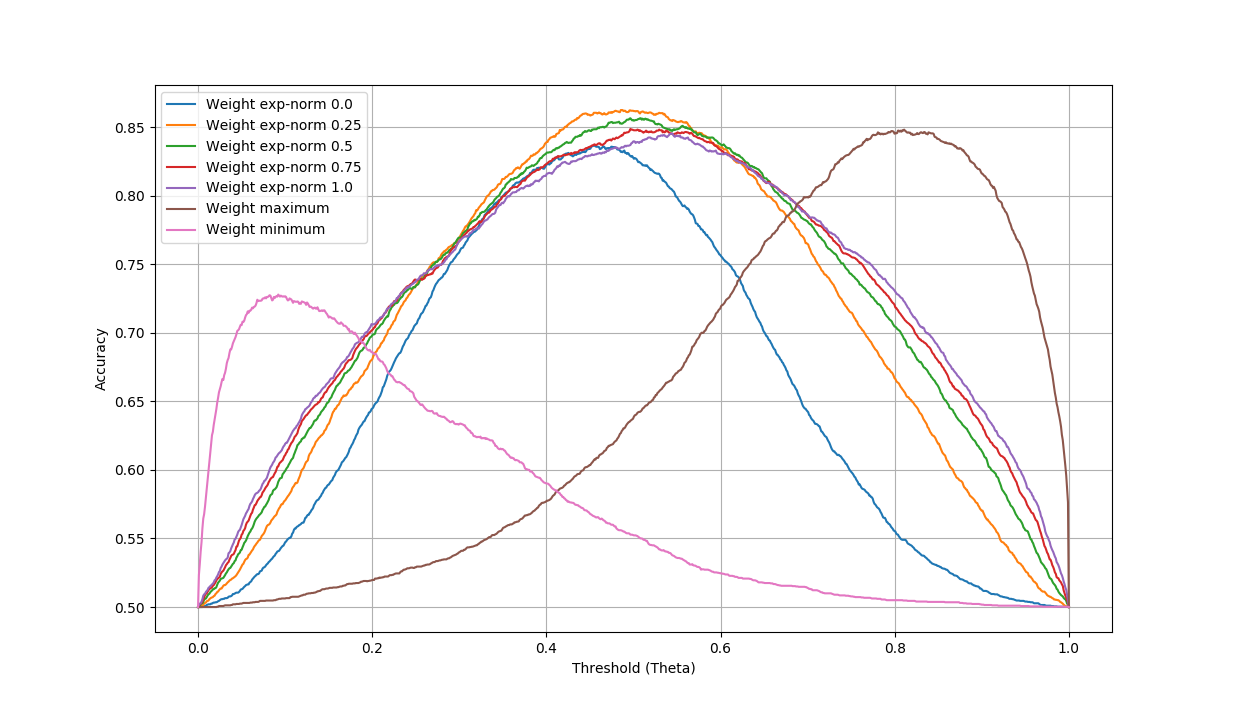 Weight exp-norm 0.0
Weight exp-norm 0.25
Weight exp-norm 0.5
Weight exp-norm 0.75
Weight exp-norm 1.0
Weight maximum
Weight minimum
0.85
0.80
0.75
0.70
0.65
0.60
0.55
0.50
Accuracy
0.0 0.2 0.4 0.6 0.8 1.0
Threshold (Theta)